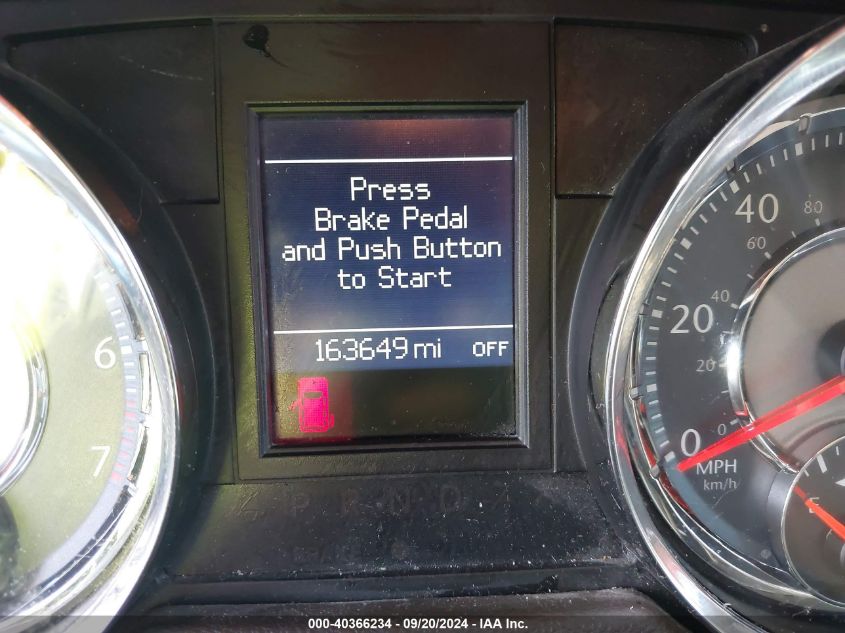 Press
Brake Pedal
and Push Button
to Start
163649 mi OFF
6
7
40
80
60
20
40
20
0
0
MPH
km/h
E
P R N D
000-40366234 - 09/20/2024 - IAA Inc.